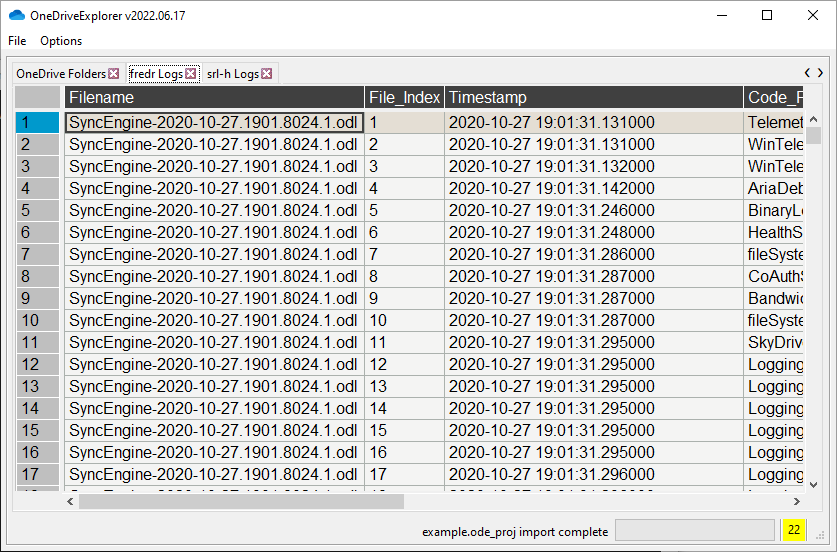 OneDriveExplorer v2022.06.17
File Options
OneDrive Folders fredr Logs srl-h Logs
Filename File_Index Timestamp Code_F
1 SyncEngine-2020-10-27.1901.8024.1.odl 1 2020-10-27 19:01:31.131000 Telemet
2 SyncEngine-2020-10-27.1901.8024.1.odl 2 2020-10-27 19:01:31.131000 WinTele
3 SyncEngine-2020-10-27.1901.8024.1.odl 3 2020-10-27 19:01:31.132000 WinTele
4 SyncEngine-2020-10-27.1901.8024.1.odl 4 2020-10-27 19:01:31.142000 AriaDeb
5 SyncEngine-2020-10-27.1901.8024.1.odl 5 2020-10-27 19:01:31.246000 BinaryLo
6 SyncEngine-2020-10-27.1901.8024.1.odl 6 2020-10-27 19:01:31.248000 HealthS
7 SyncEngine-2020-10-27.1901.8024.1.odl 7 2020-10-27 19:01:31.286000 fileSyste
8 SyncEngine-2020-10-27.1901.8024.1.odl 8 2020-10-27 19:01:31.287000 CoAuthS
9 SyncEngine-2020-10-27.1901.8024.1.odl 9 2020-10-27 19:01:31.287000 Bandwid
10 SyncEngine-2020-10-27.1901.8024.1.odl 10 2020-10-27 19:01:31.287000 fileSyste
11 SyncEngine-2020-10-27.1901.8024.1.odl 11 2020-10-27 19:01:31.295000 SkyDrive
12 SyncEngine-2020-10-27.1901.8024.1.odl 12 2020-10-27 19:01:31.295000 Logging
13 SyncEngine-2020-10-27.1901.8024.1.odl 13 2020-10-27 19:01:31.295000 Logging
14 SyncEngine-2020-10-27.1901.8024.1.odl 14 2020-10-27 19:01:31.295000 Logging
15 SyncEngine-2020-10-27.1901.8024.1.odl 15 2020-10-27 19:01:31.295000 Logging
16 SyncEngine-2020-10-27.1901.8024.1.odl 16 2020-10-27 19:01:31.295000 Logging
17 SyncEngine-2020-10-27.1901.8024.1.odl 17 2020-10-27 19:01:31.296000 Logging
example.ode_proj import complete 22